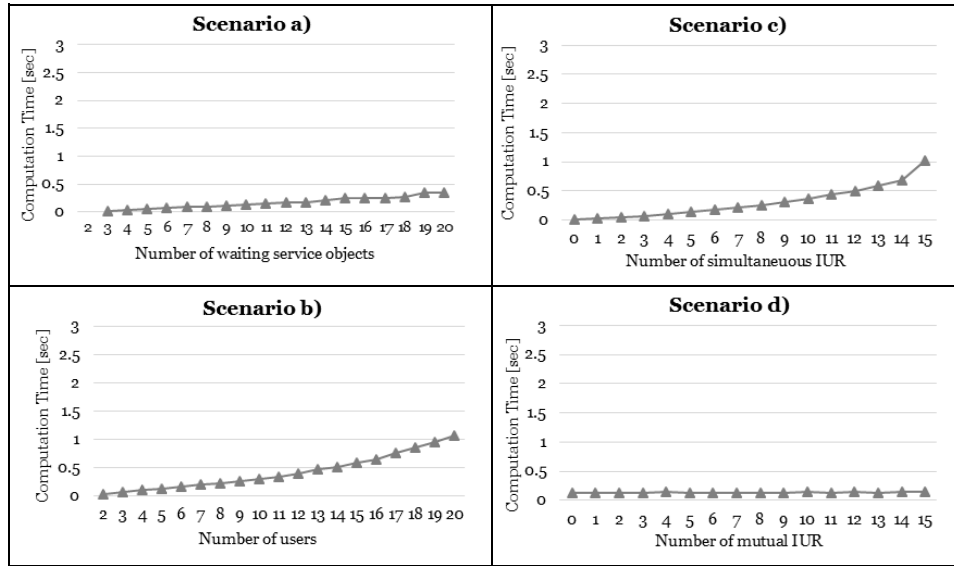 Scenario a)
Computation Time [sec]
3
2.5
2
1.5
1
0.5
0
2 3 4 5 6 7 8 9 10 11 12 13 14 15 16 17 18 19 20
Number of waiting service objects
Scenario c)
Computation Time [sec]
3
2.5
2
1.5
1
0.5
0
0 1 2 3 4 5 6 7 8 9 10 11 12 13 14 15
Number of simultaneuous IUR
Scenario b)
Computation Time [sec]
3
2.5
2
1.5
1
0.5
0
2 3 4 5 6 7 8 9 10 11 12 13 14 15 16 17 18 19 20
Number of users
Scenario d)
Computation Time [sec]
3
2.5
2
1.5
1
0.5
0
0 1 2 3 4 5 6 7 8 9 10 11 12 13 14 15
Number of mutual IUR